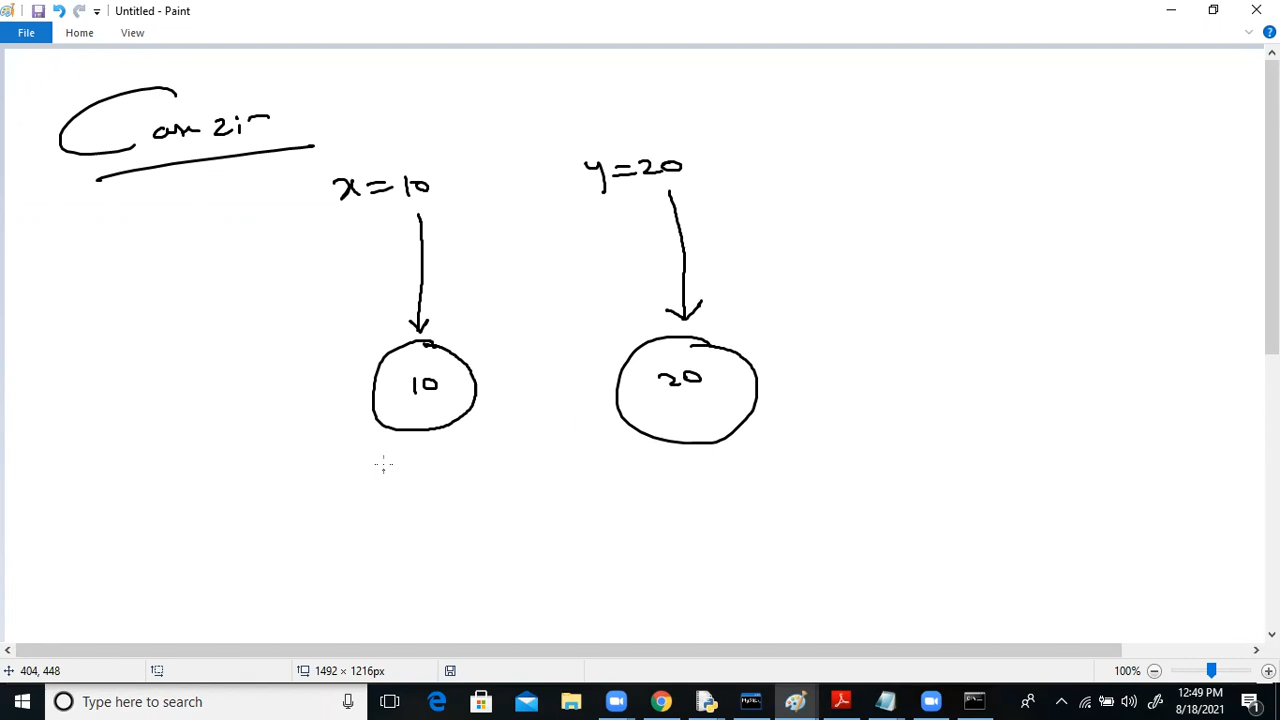 Untitled - Paint
File Home View
x=10
y=20
10
20
404, 448
1492 × 1216px
100%
Type here to search
12:49 PM
8/18/2021